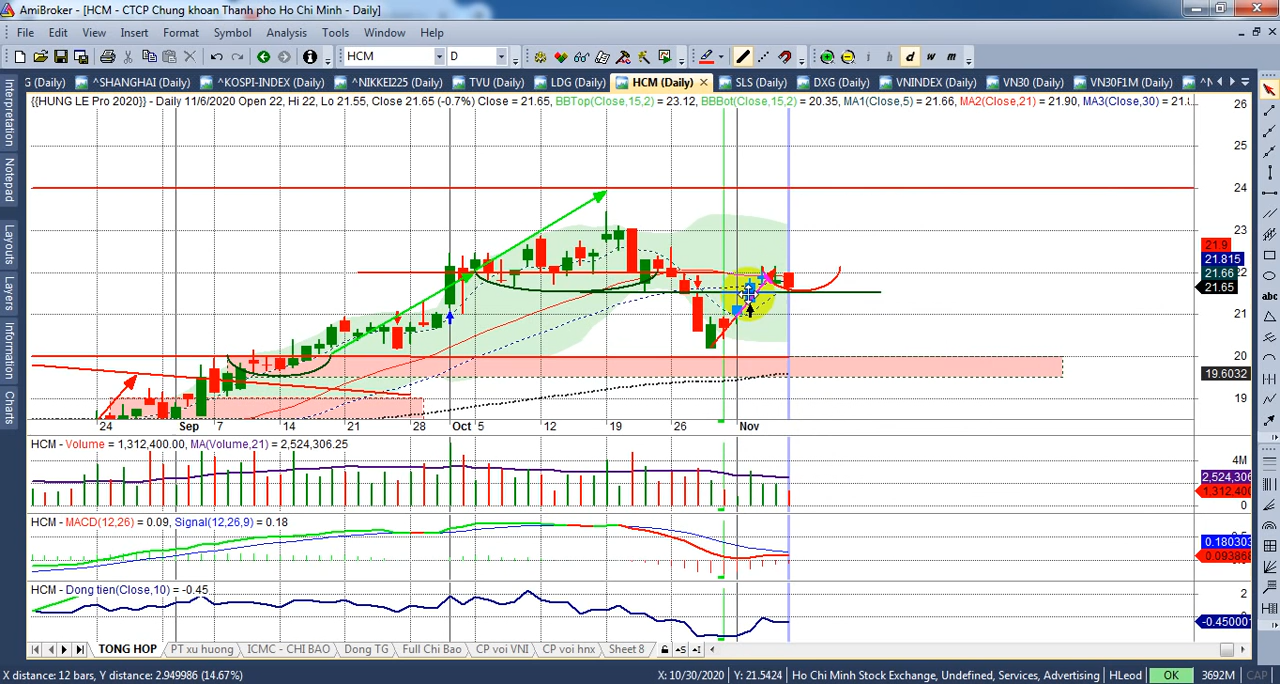 AmiBroker - [HCM - CTCP Chung khoan Thanh pho Ho Chi Minh - Daily]
File Edit View Insert Format Symbol Analysis Tools Window Help
HCM D i h d w m
G (Daily) ^SHANGHAI (Daily) ^KOSPI-INDEX (Daily) ^NIKKEI225 (Daily) TVU (Daily) LDG (Daily) HCM (Daily) SLS (Daily) DXG (Daily) VNINDEX (Daily) VN30 (Daily) VN30F1M (Daily) ^N
{{HUNG LE Pro 2020}} - Daily 11/6/2020 Open 22, Hi 22, Lo 21.55, Close 21.65 (-0.7%) Close = 21.65, BBTop(Close,15,2) = 23.12, BBBot(Close,15,2) = 20.35, MA1(Close,5) = 21.66, MA2(Close,21) = 21.90, MA3(Close,30) = 21.
Interpretation
Notepad
Layouts
Layers
Information
Charts
26
25
24
23
21.9
21.815
22
21.66
21.65
21
20
19.6032
19
24 Sep 7 14 21 28 Oct 5 12 19 26 Nov
HCM - Volume = 1,312,400.00, MA(Volume,21) = 2,524,306.25
4M
2,524,306
1,312,400
0
HCM - MACD(12,26) = 0.09, Signal(12,26,9) = 0.18
0.180303
0.093868
HCM - Dong tien(Close,10) = -0.45
2
-0.450001
TONG HOP PT xu huong ICMC - CHI BAO Dong TG Full Chi Bao CP voi VNI CP voi hnx Sheet 8
X distance: 12 bars, Y distance: 2.949986 (14.67%) X: 10/30/2020 Y: 21.5424 Ho Chi Minh Stock Exchange, Undefined, Services, Advertising HLeod OK 3692M CAP
abc